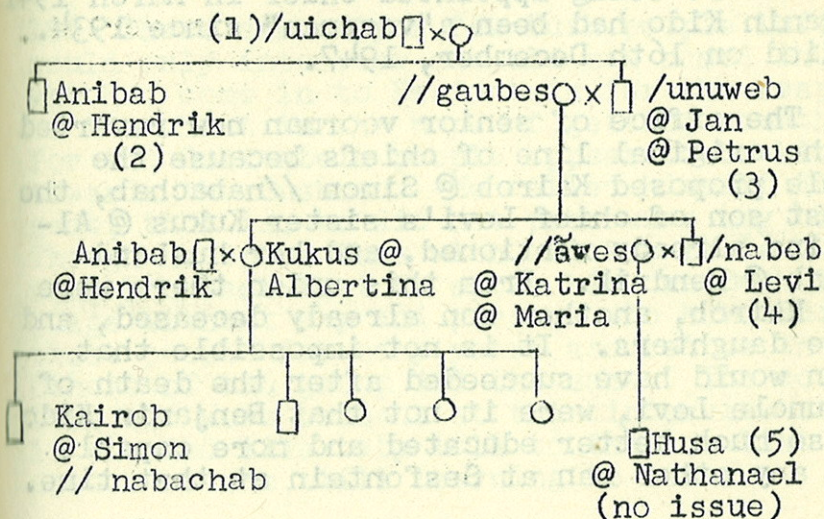 (1)/uichab × 
Anibab //gaubes × /unuweb
@ Hendrik @ Jan
(2) @ Petrus
(3)
Anibab × Kukus @ //ãwes × /nabeb
@Hendrik Albertina @ Katrina @ Levi
@ Maria (4)
Kairob
@ Simon Husa (5)
//nabachab @ Nathanael
(no issue)